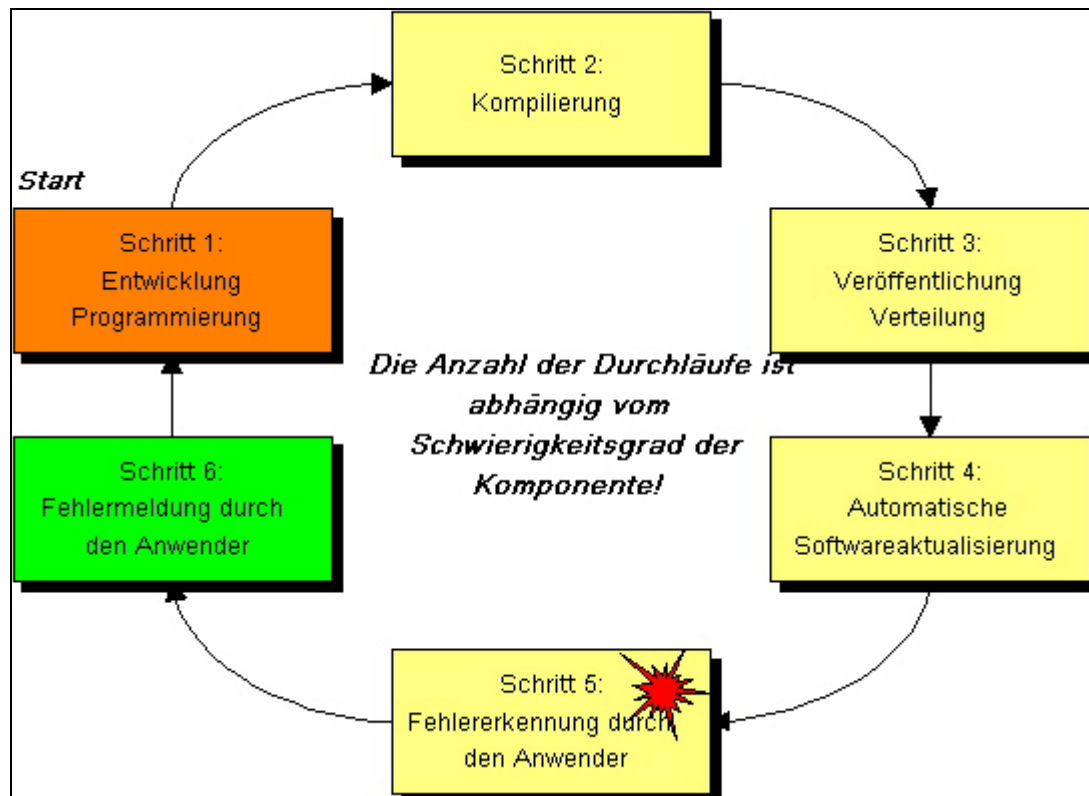 Start
Schritt 1:
Entwicklung
Programmierung
Schritt 2:
Kompilierung
Schritt 3:
Veröffentlichung
Verteilung
Schritt 4:
Automatische
Softwareaktualisierung
Schritt 5:
Fehlererkennung durch
den Anwender
Schritt 6:
Fehlermeldung durch
den Anwender
Die Anzahl der Durchläufe ist
abhängig vom
Schwierigkeitsgrad der
Komponente!